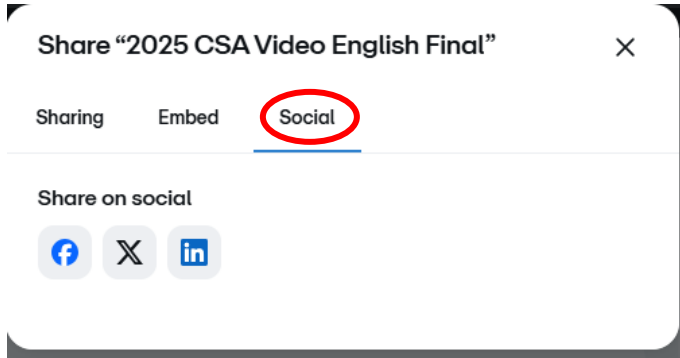 Share “2025 CSA Video English Final”
Sharing Embed Social
Share on social